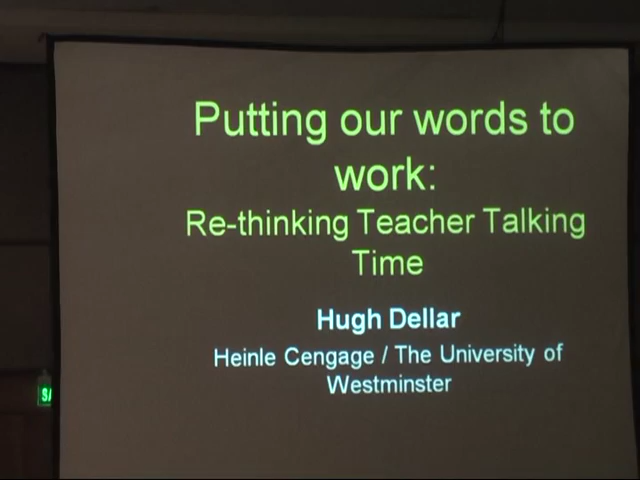 Putting our words to
work:
Re-thinking Teacher Talking
Time
Hugh Dellar
Heinle Cengage / The University of
Westminster